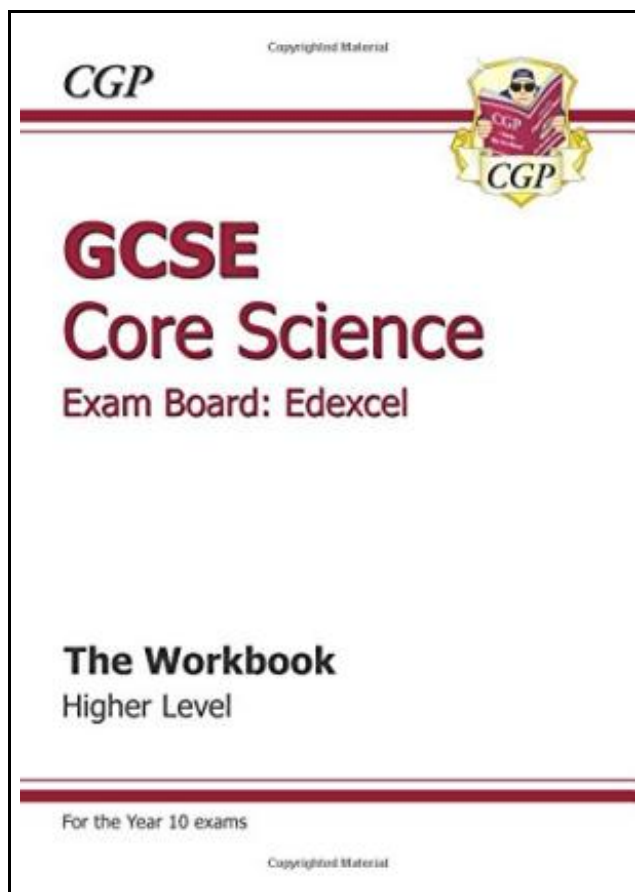 Copyrighted Material
CGP
CGP
CGP
GCSE
Core Science
Exam Board: Edexcel
The Workbook
Higher Level
For the Year 10 exams
Copyrighted Material